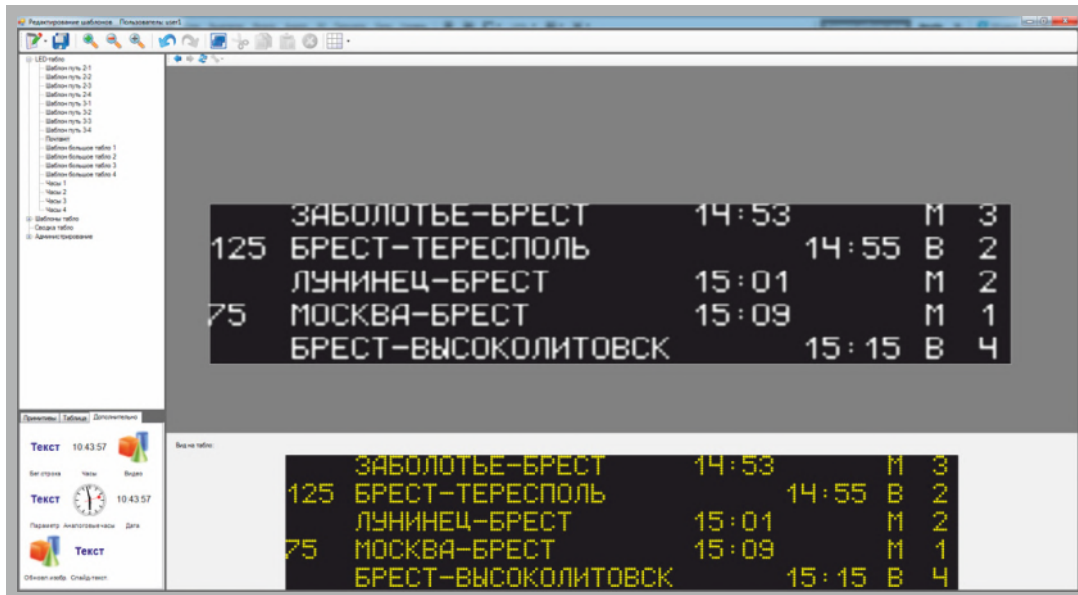 Редактирование шаблонов. Пользователь: user1
LED-табло
Шаблон путь 2-1
Шаблон путь 2-2
Шаблон путь 2-3
Шаблон путь 2-4
Шаблон путь 3-1
Шаблон путь 3-2
Шаблон путь 3-3
Шаблон путь 3-4
Шаблон большое табло 1
Шаблон большое табло 2
Шаблон большое табло 3
Шаблон большое табло 4
Часы 1
Часы 2
Часы 3
Часы 4
Шаблоны табло
Сводка табло
Администрирование
ЗАБОЛОТЬЕ-БРЕСТ 14:53 М 3
125 БРЕСТ-ТЕРЕСПОЛЬ 14:55 В 2
ЛУНИНЕЦ-БРЕСТ 15:01 М 2
75 МОСКВА-БРЕСТ 15:09 М 1
БРЕСТ-ВЫСОКОЛИТОВСК 15:15 В 4
Примитивы Таблица Дополнительно
Текст 10:43:57
Бег.строка Часы Видео
Текст 10:43:57
Параметр Аналоговые часы Дата
Текст
Обновл.изобр. Слайд-текст
Вид на табло:
ЗАБОЛОТЬЕ-БРЕСТ 14:53 М 3
125 БРЕСТ-ТЕРЕСПОЛЬ 14:55 В 2
ЛУНИНЕЦ-БРЕСТ 15:01 М 2
75 МОСКВА-БРЕСТ 15:09 М 1
БРЕСТ-ВЫСОКОЛИТОВСК 15:15 В 4